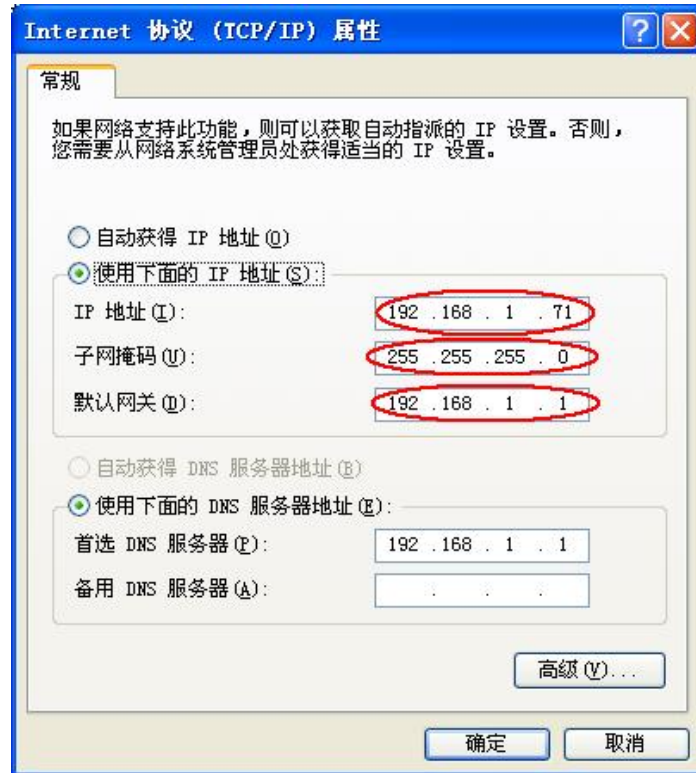 Internet 协议 (TCP/IP) 属性
常规
如果网络支持此功能，则可以获取自动指派的 IP 设置。否则，
您需要从网络系统管理员处获得适当的 IP 设置。
自动获得 IP 地址(O)
使用下面的 IP 地址(S):
IP 地址(I): 192 .168 . 1 . 71
子网掩码(U): 255 .255 .255 . 0
默认网关(D): 192 .168 . 1 . 1
自动获得 DNS 服务器地址(B)
使用下面的 DNS 服务器地址(E):
首选 DNS 服务器(P): 192 .168 . 1 . 1
备用 DNS 服务器(A): . . .
高级(V)...
确定 取消